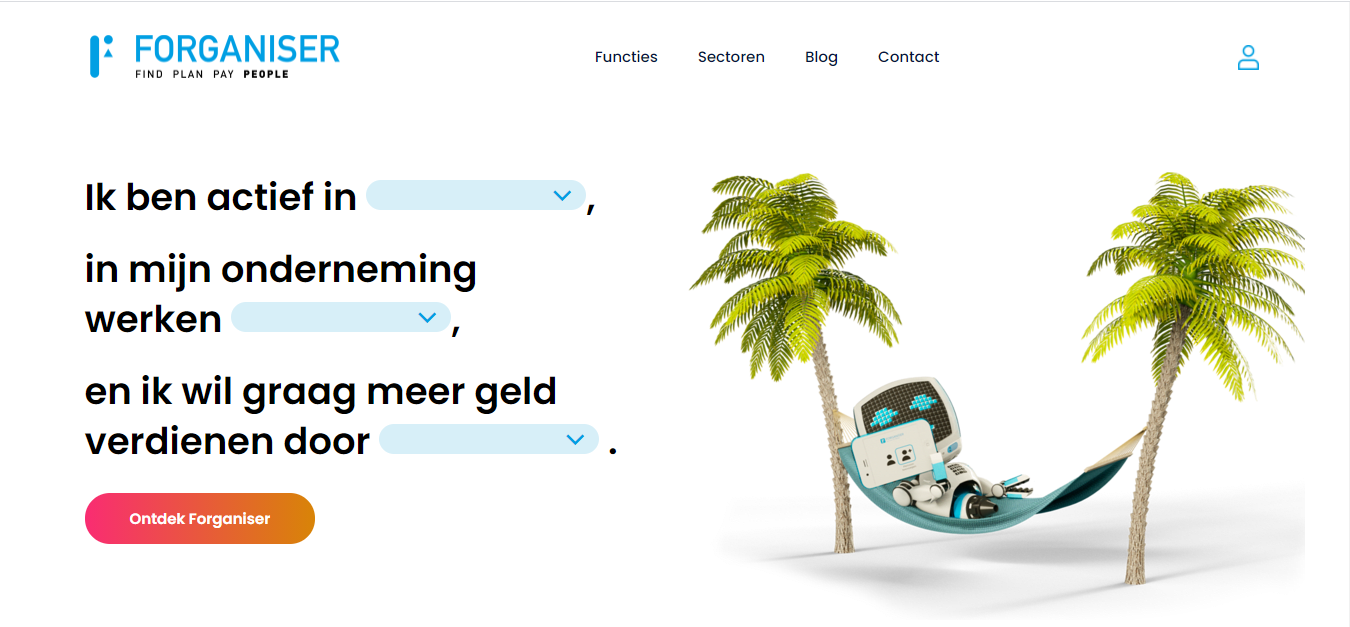 FORGANISER
FIND PLAN PAY PEOPLE
Functies Sectoren Blog Contact
Ik ben actief in ,
in mijn onderneming
werken ,
en ik wil graag meer geld
verdienen door .
Ontdek Forganiser